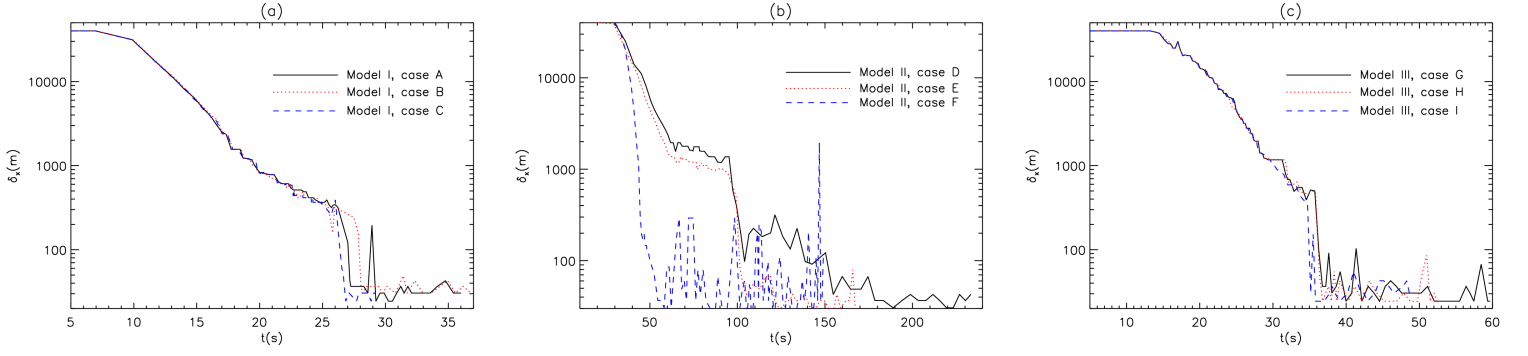 (a)
δx(m)
10000
1000
100
Model I, case A
Model I, case B
Model I, case C
5 10 15 20 25 30 35
t(s)
(b)
δx(m)
10000
1000
100
Model II, case D
Model II, case E
Model II, case F
50 100 150 200
t(s)
(c)
δx(m)
10000
1000
100
Model III, case G
Model III, case H
Model III, case I
10 20 30 40 50 60
t(s)